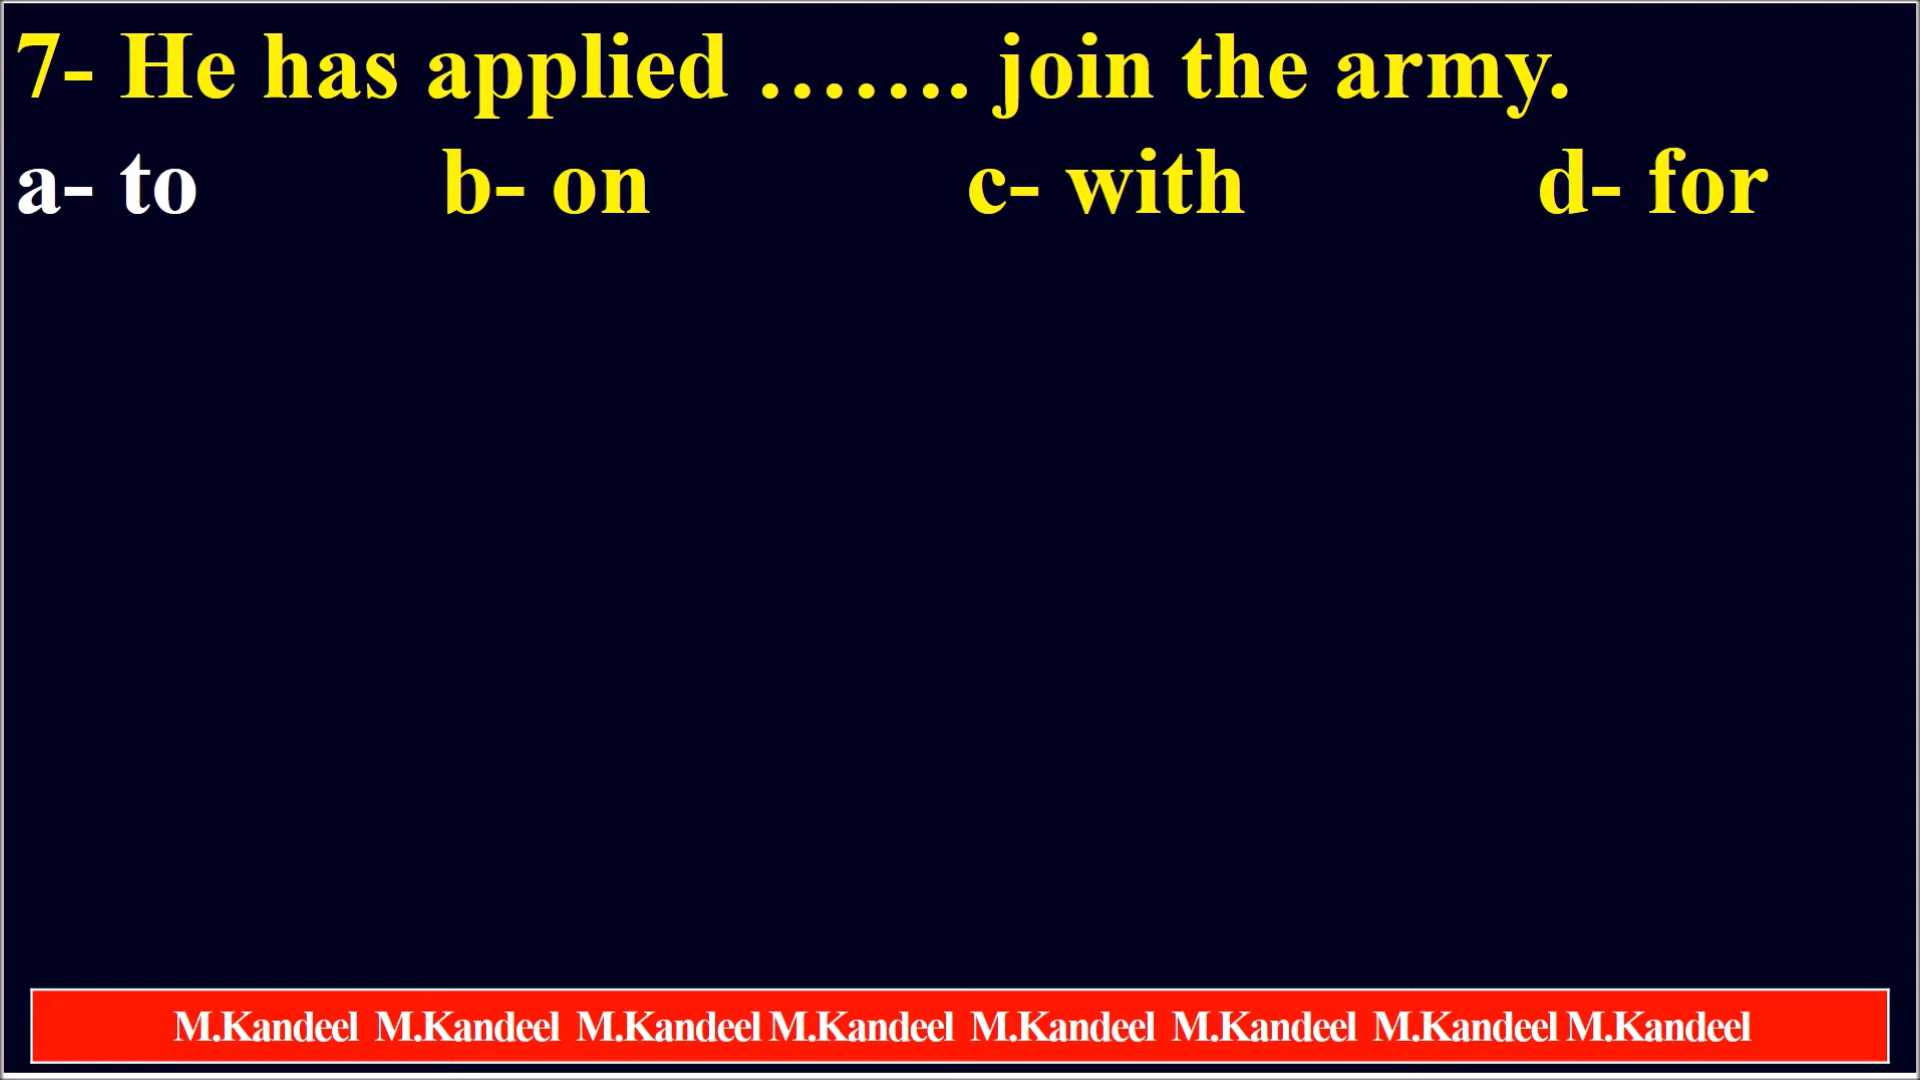 7- He has applied ....... join the army.
a- to b- on c- with d- for
M.Kandeel M.Kandeel M.Kandeel M.Kandeel M.Kandeel M.Kandeel M.Kandeel M.Kandeel